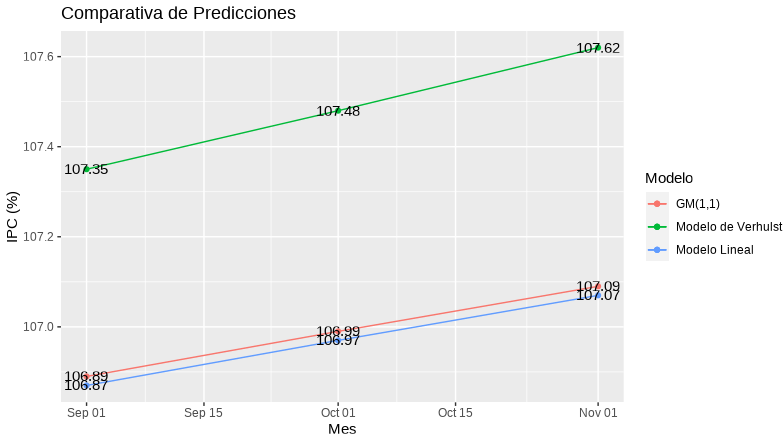 Comparativa de Predicciones
IPC (%)
107.6
107.4
107.2
107.0
107.35
107.48
107.62
106.89
106.87
106.99
106.97
107.09
107.07
Sep 01
Sep 15
Oct 01
Oct 15
Nov 01
Mes
Modelo
GM(1,1)
Modelo de Verhulst
Modelo Lineal